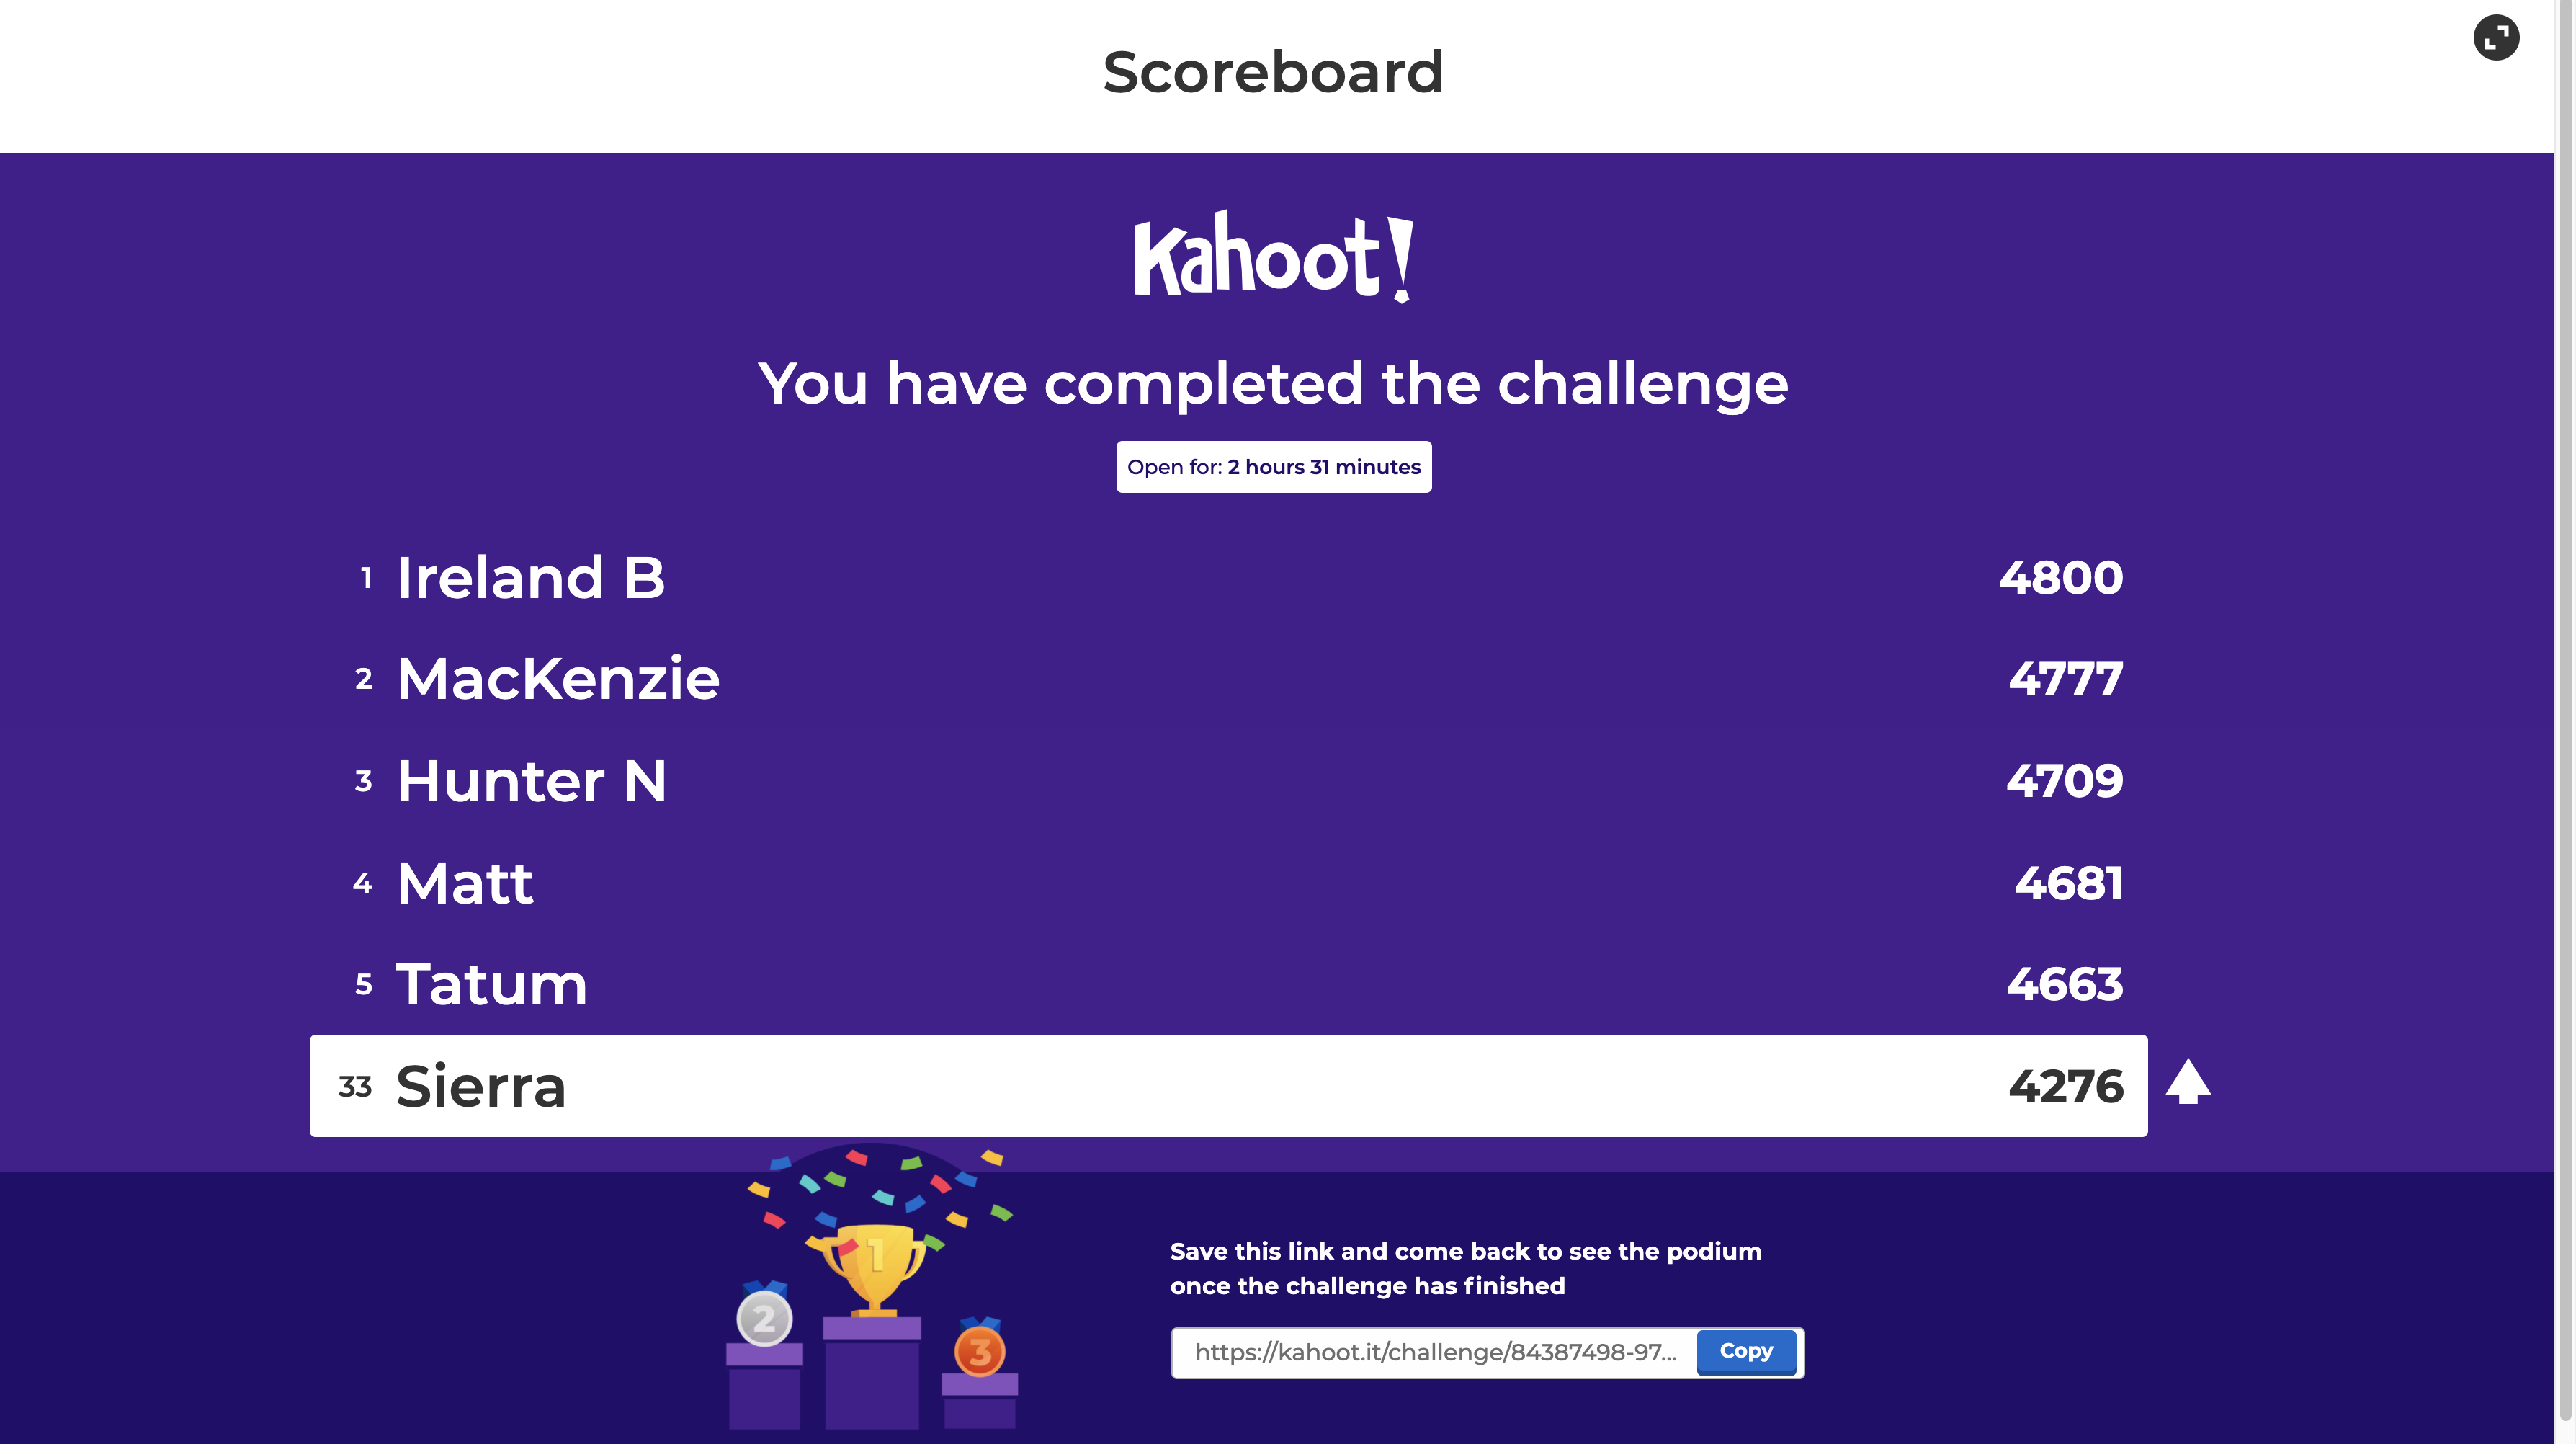 Scoreboard
Kahoot!
You have completed the challenge
Open for: 2 hours 31 minutes
1 Ireland B 4800
2 MacKenzie 4777
3 Hunter N 4709
4 Matt 4681
5 Tatum 4663
33 Sierra 4276
1
2
3
Save this link and come back to see the podium
once the challenge has finished
https://kahoot.it/challenge/84387498-97... Copy